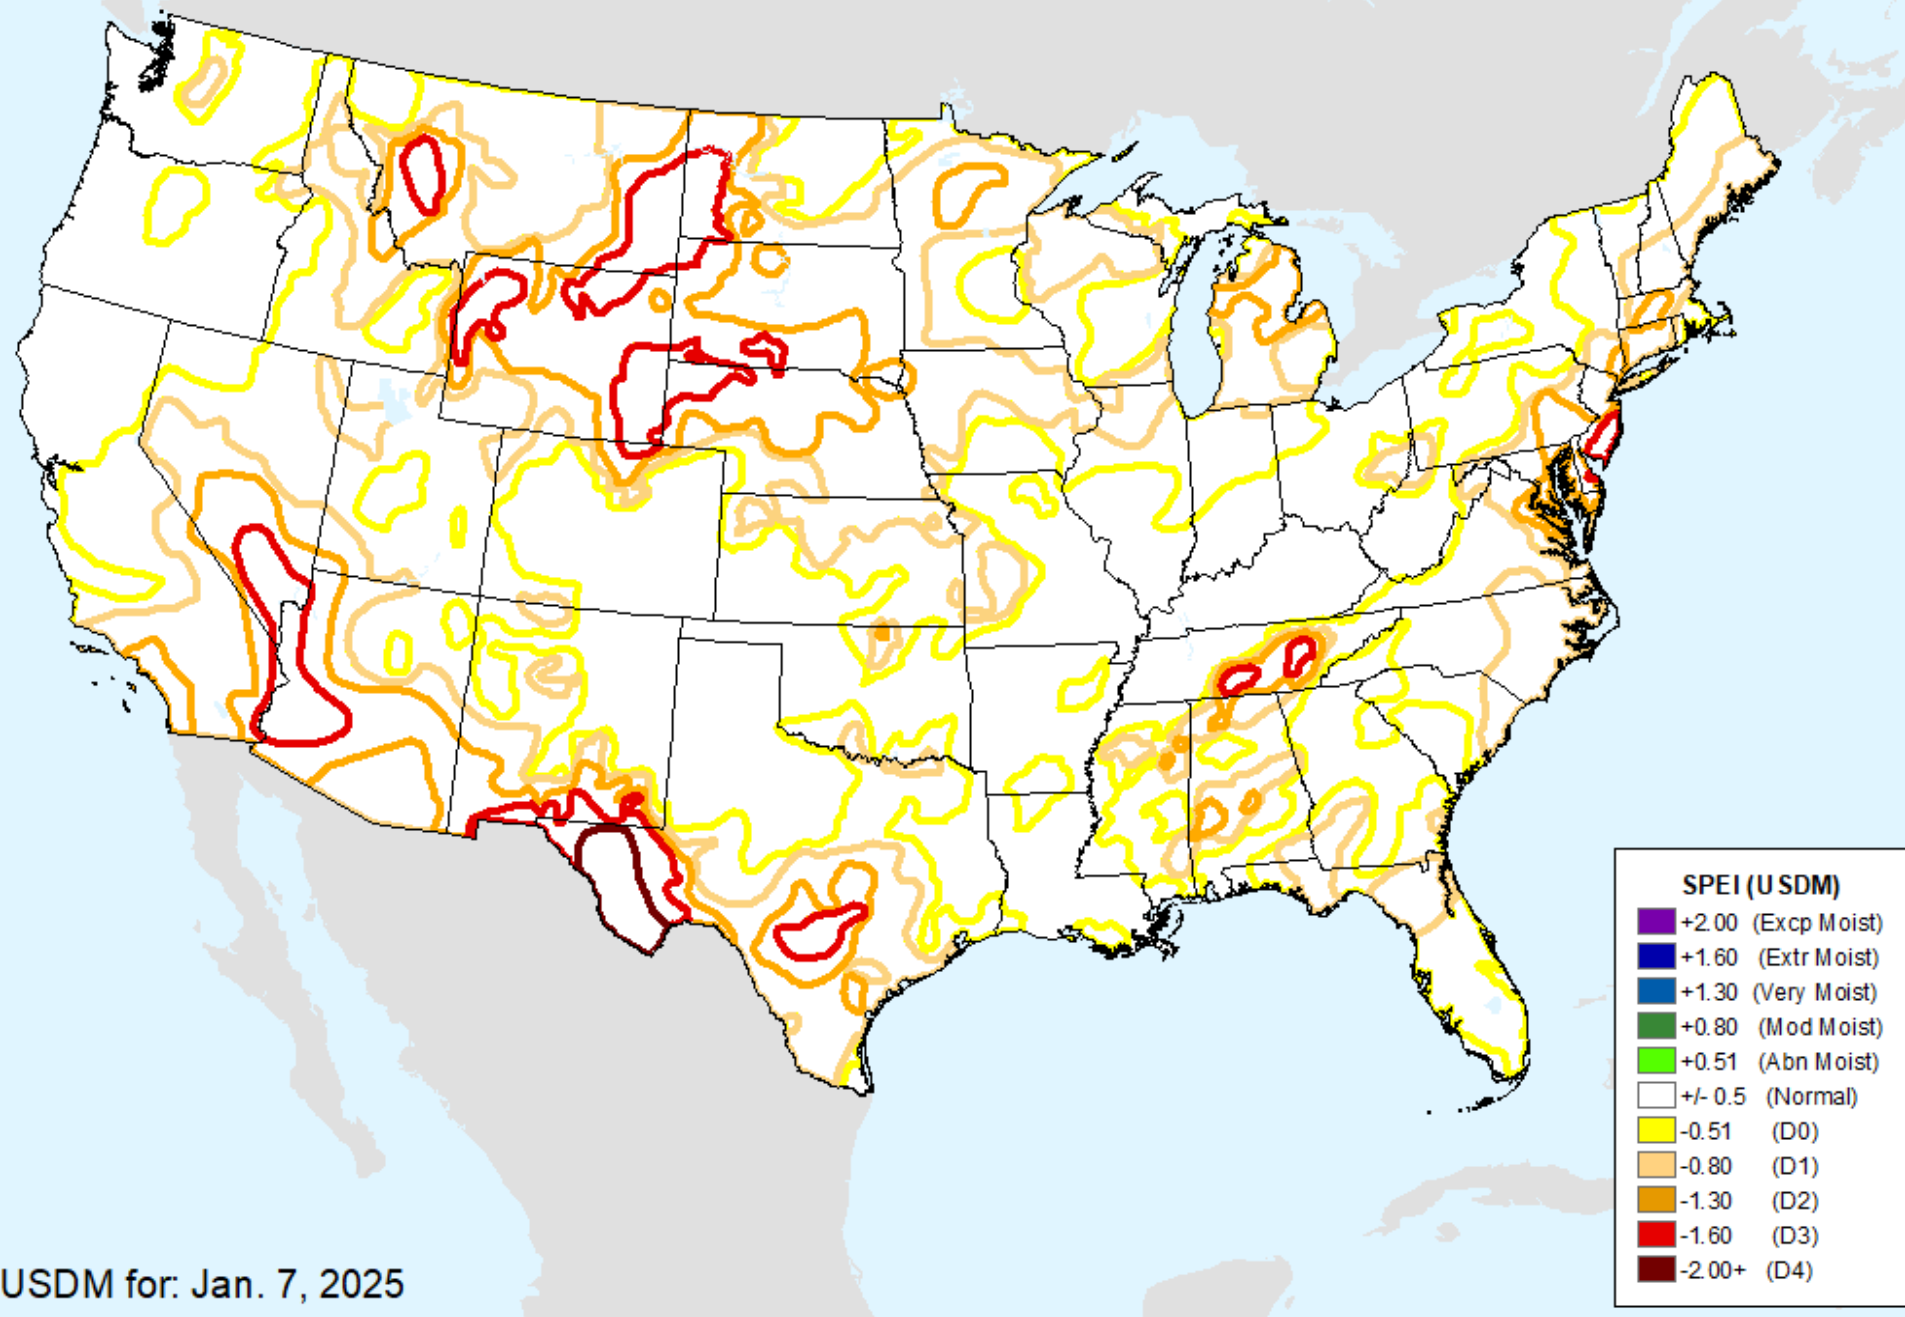 SPEI (USDM)
+2.00 (Excp Moist)
+1.60 (Extr Moist)
+1.30 (Very Moist)
+0.80 (Mod Moist)
+0.51 (Abn Moist)
+/- 0.5 (Normal)
-0.51 (D0)
-0.80 (D1)
-1.30 (D2)
-1.60 (D3)
-2.00+ (D4)
USDM for: Jan. 7, 2025